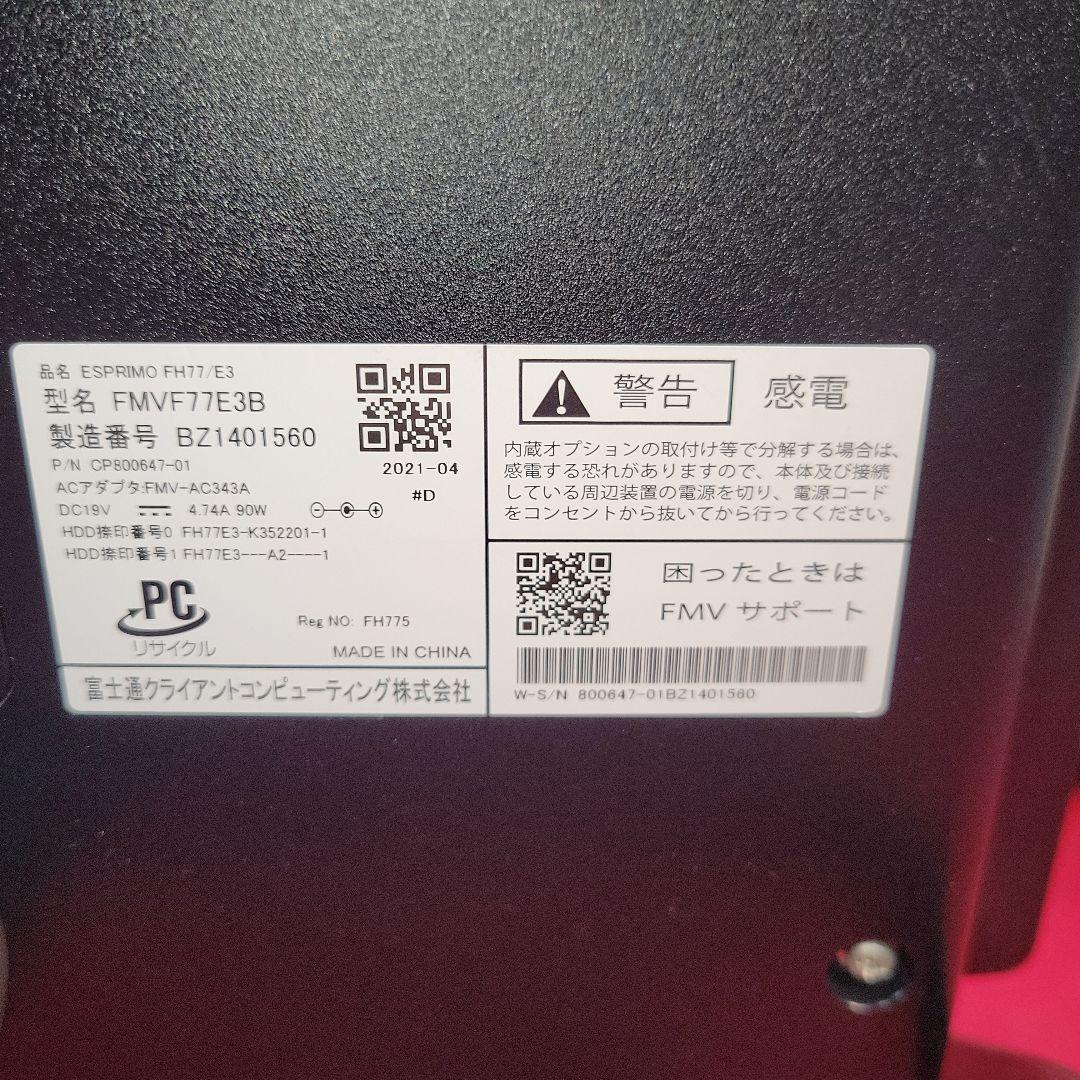 品名 ESPRIMO FH77/E3
型名 FMVF77E3B
製造番号 BZ1401560
P/N CP800647-01
2021-04
ACアダプタ:FMV-AC343A
#D
DC19V 4.74A 90W
HDD捺印番号0 FH77E3-K352201-1
HDD捺印番号1 FH77E3---A2----1
PC
リサイクル
Reg NO: FH775
MADE IN CHINA
富士通クライアントコンピューティング株式会社
警告 感電
内蔵オプションの取付け等で分解する場合は、
感電する恐れがありますので、本体及び接続
している周辺装置の電源を切り、電源コード
をコンセントから抜いてから行ってください。
困ったときは
FMV サポート
W-S/N 800647-01BZ1401560